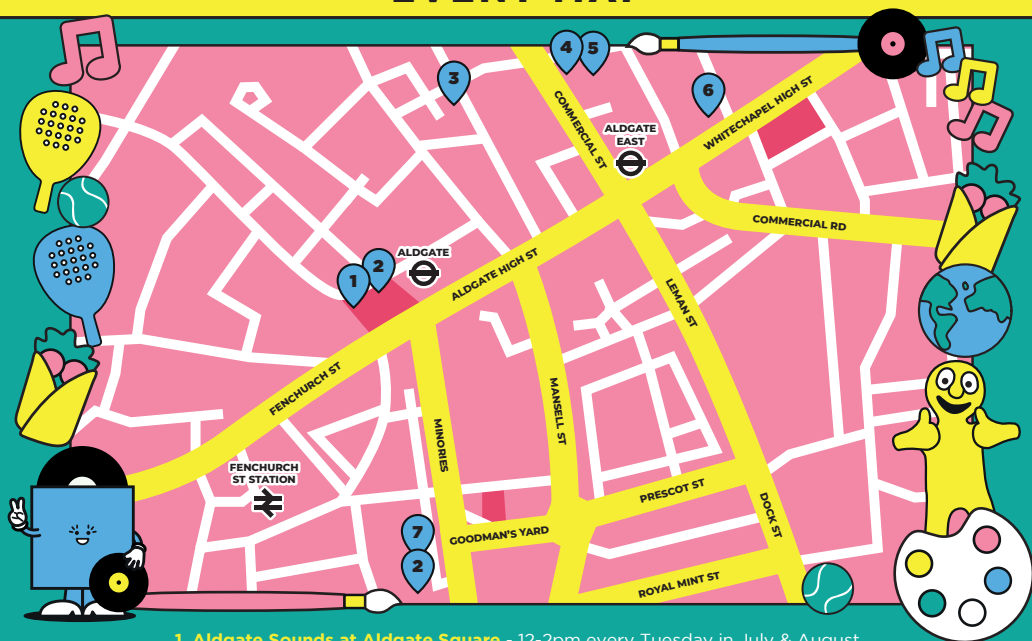 EVENT MAP
4
5
3
6
COMMERCIAL ST
WHITECHAPEL HIGH ST
ALDGATE
EAST
COMMERCIAL RD
ALDGATE
2
1
ALDGATE HIGH ST
LEMAN ST
FENCHURCH ST
MANSELL ST
MINORIES
FENCHURCH
ST STATION
PRESCOT ST
DOCK ST
7
GOODMAN'S YARD
2
ROYAL MINT ST
1. Aldgate Sounds at Aldgate Square - 12-2pm every Tuesday in July & August